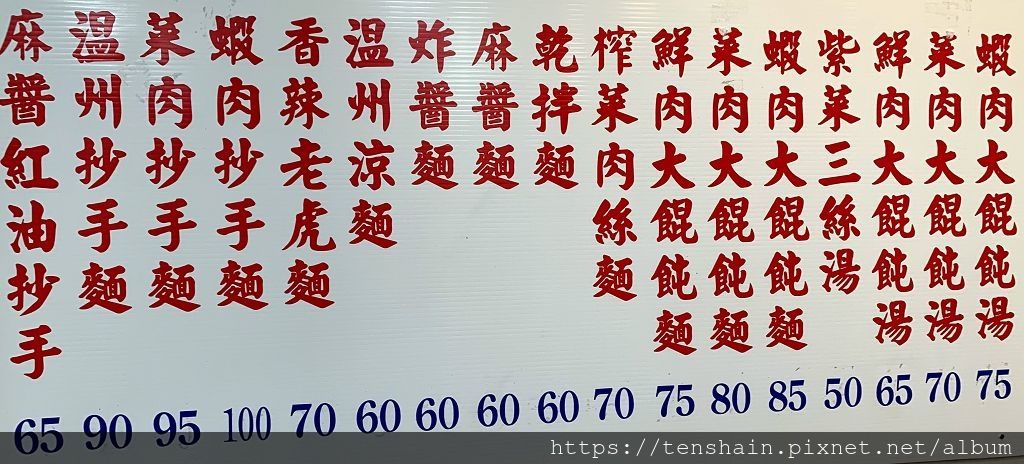 蝦肉大餛飩湯 75
菜肉大餛飩湯 70
鮮肉大餛飩湯 65
紫菜三絲湯 50
蝦肉大餛飩麵 85
菜肉大餛飩麵 80
鮮肉大餛飩麵 75
榨菜肉絲麵 70
乾拌麵 60
麻醬麵 60
炸醬麵 60
溫州涼麵 60
香辣老虎麵 70
蝦肉抄手麵 100
菜肉抄手麵 95
溫州抄手麵 90
麻醬紅油抄手 65
https://tenshain.pixnet.net/album